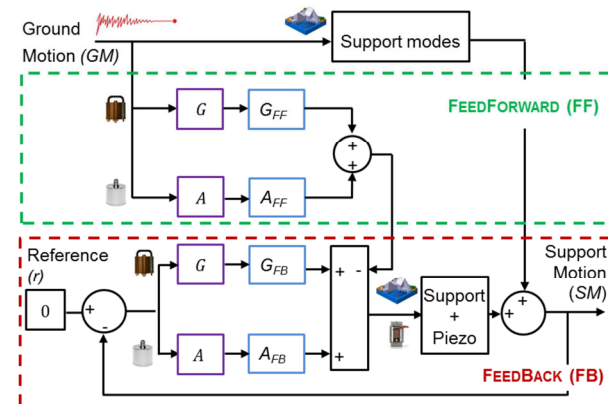 Ground
Motion (GM)
Support modes
FEEDFORWARD (FF)
G
G_FF
+
+
A
A_FF
Reference
(r)
0
+
-
G
G_FB
+ -
A
A_FB
+
Support
+
Piezo
+
+
Support
Motion
(SM)
FEEDBACK (FB)